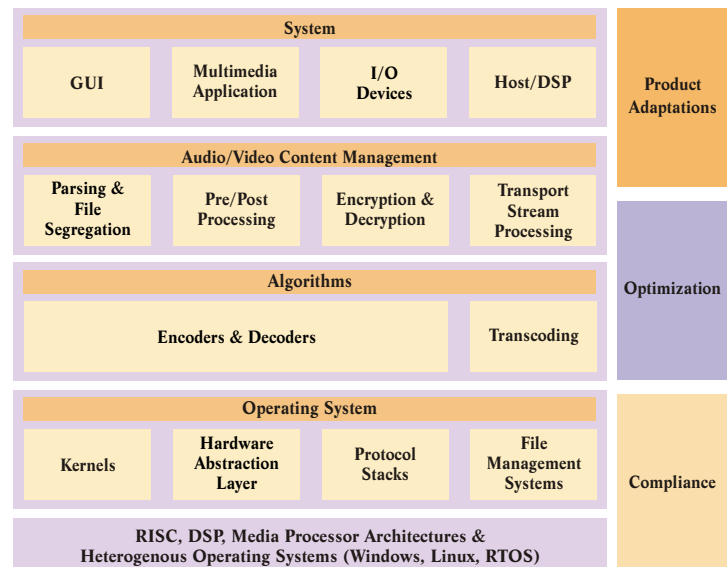 System
GUI
Multimedia
Application
I/O
Devices
Host/DSP
Audio/Video Content Management
Parsing &
File
Segregation
Pre/Post
Processing
Encryption &
Decryption
Transport
Stream
Processing
Algorithms
Encoders & Decoders
Transcoding
Operating System
Kernels
Hardware
Abstraction
Layer
Protocol
Stacks
File
Management
Systems
RISC, DSP, Media Processor Architectures &
Heterogenous Operating Systems (Windows, Linux, RTOS)
Product
Adaptations
Optimization
Compliance